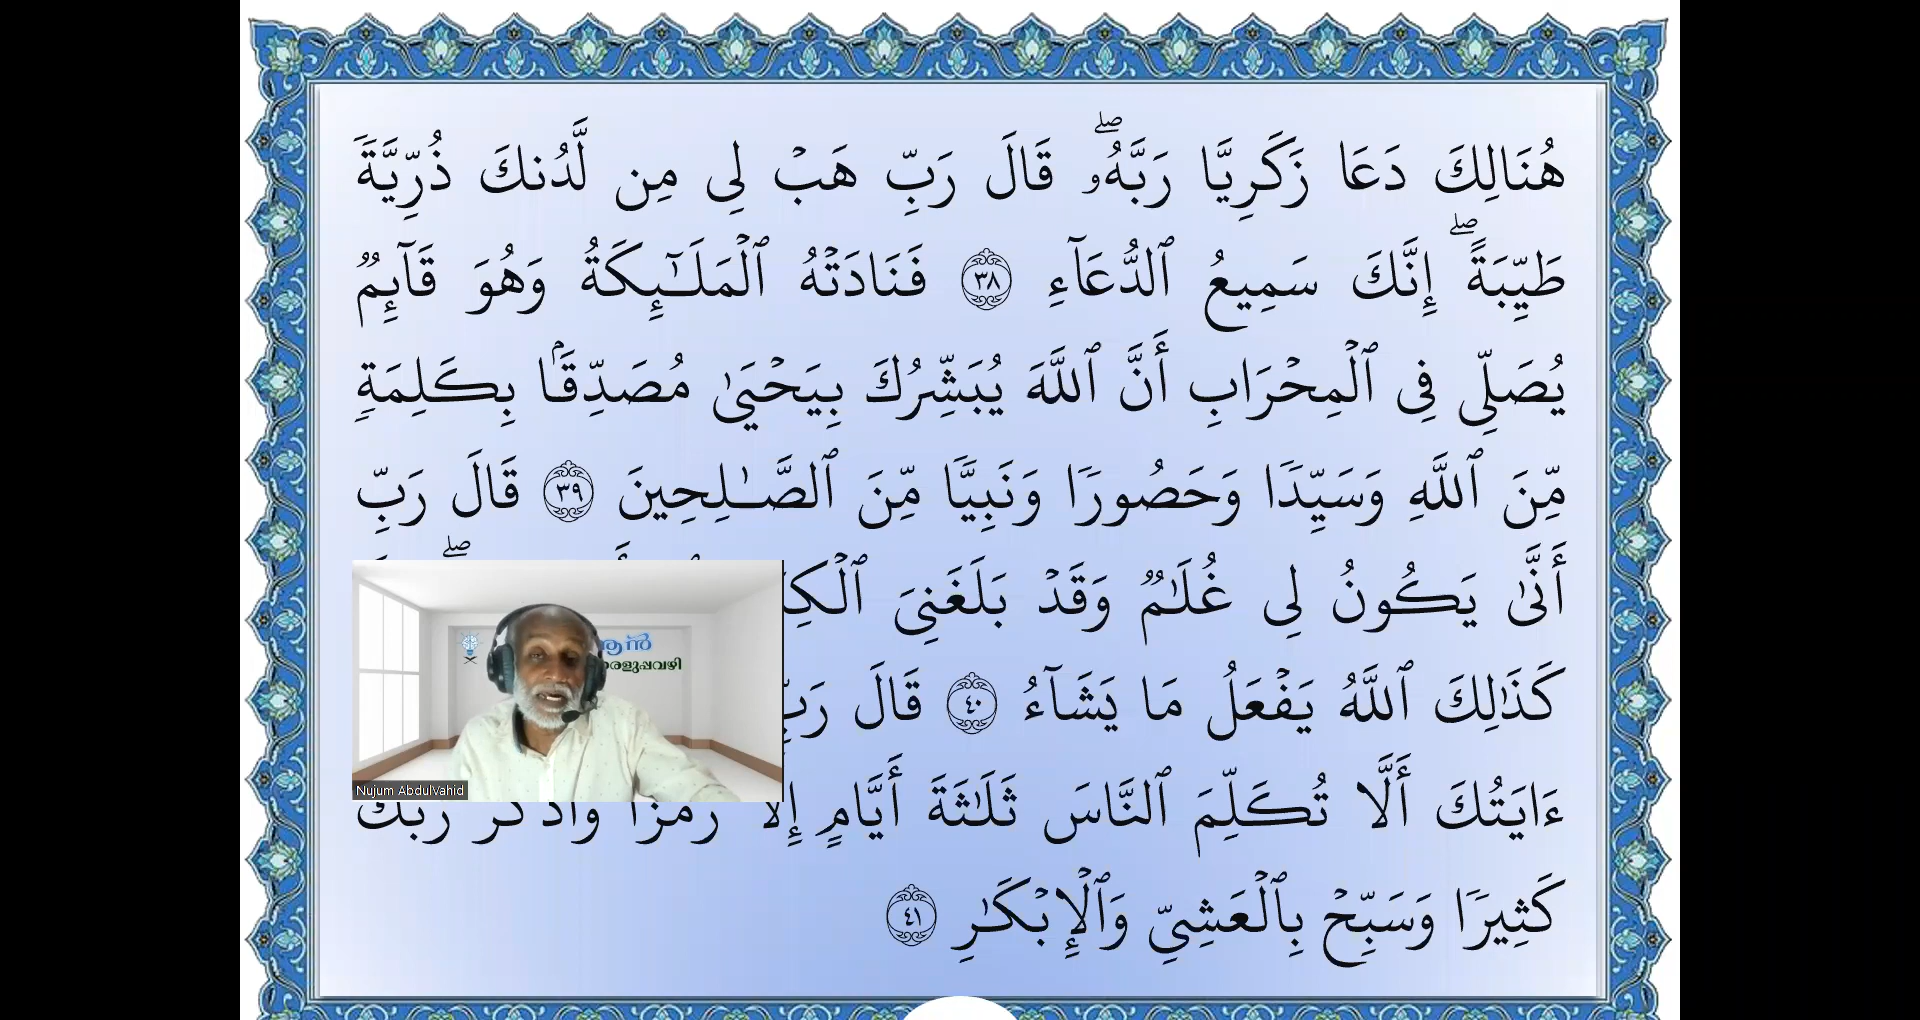 هُنَالِكَ دَعَا زَكَرِيَّا رَبَّهُۥۖ قَالَ رَبِّ هَبۡ لِى مِن لَّدُنكَ ذُرِّيَّةٗ
طَيِّبَةًۖ إِنَّكَ سَمِيعُ ٱلدُّعَآءِ ٣٨ فَنَادَتۡهُ ٱلۡمَلَـٰٓئِكَةُ وَهُوَ قَآئِمٞ
يُصَلِّى فِى ٱلۡمِحۡرَابِ أَنَّ ٱللَّهَ يُبَشِّرُكَ بِيَحۡيَىٰ مُصَدِّقَۢا بِكَلِمَةٖ
مِّنَ ٱللَّهِ وَسَيِّدٗا وَحَصُورٗا وَنَبِيّٗا مِّنَ ٱلصَّـٰلِحِينَ ٣٩ قَالَ رَبِّ
أَنَّىٰ يَكُونُ لِى غُلَـٰمٞ وَقَدۡ بَلَغَنِىَ
كَذَٰلِكَ ٱللَّهُ يَفۡعَلُ مَا يَشَآءُ ٤٠ قَالَ رَبِّ
ءَايَتُكَ أَلَّا تُكَلِّمَ ٱلنَّاسَ ثَلَـٰثَةَ أَيَّامٍ إِلَّا رَمۡزٗا وَٱذۡكُر رَّبَّكَ
كَثِيرٗا وَسَبِّحۡ بِٱلۡعَشِىِّ وَٱلۡإِبۡكَـٰرِ ٤١
Nujum AbdulVahid